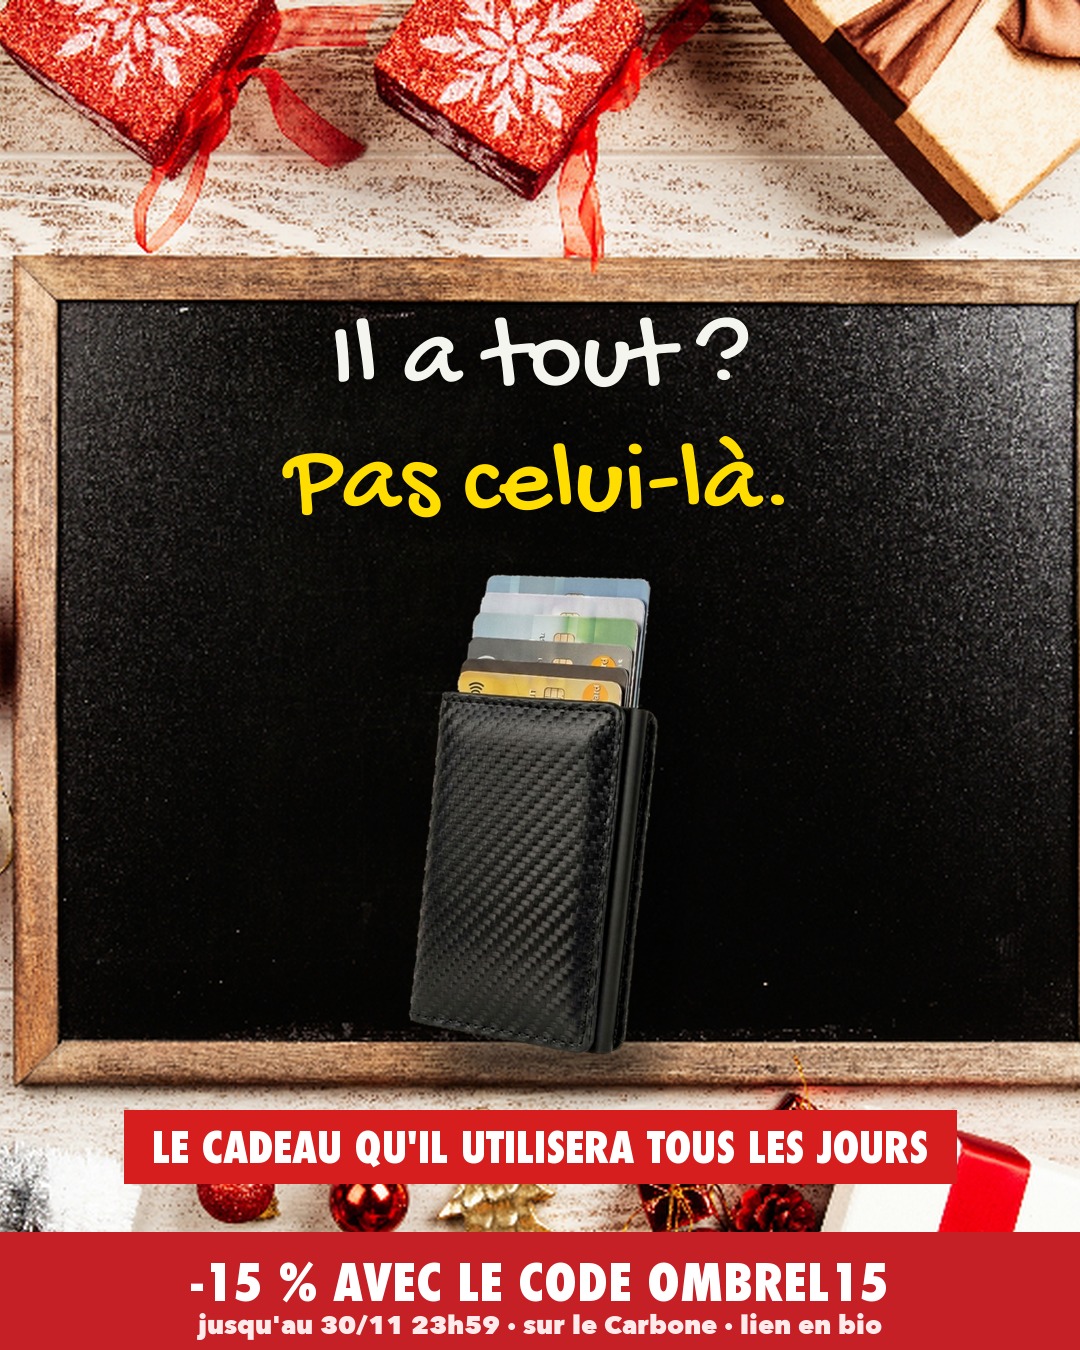 Il a tout ?
Pas celui-là.
LE CADEAU QU'IL UTILISERA TOUS LES JOURS
-15 % AVEC LE CODE OMBREL15
jusqu'au 30/11 23h59 · sur le Carbone · lien en bio